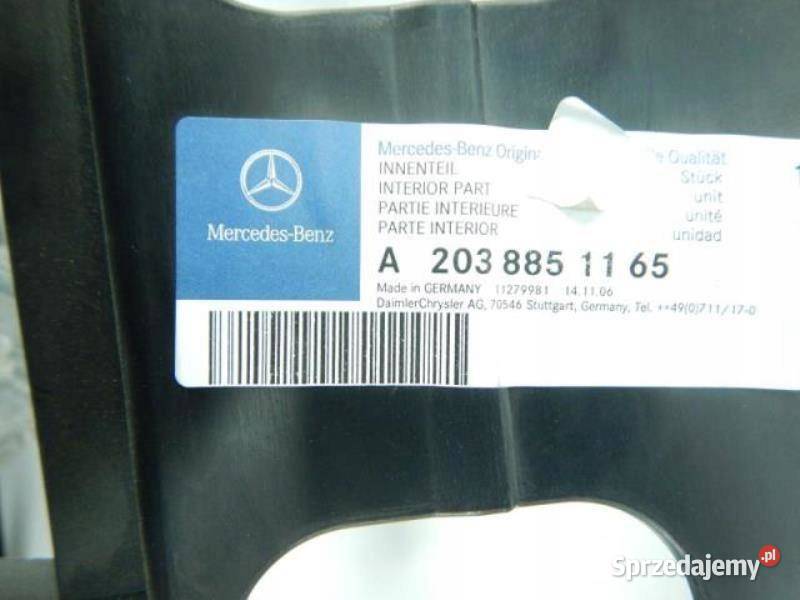 Mercedes-Benz
Mercedes-Benz Origina Qualität
INNENTEIL Stück
INTERIOR PART unit
PARTIE INTERIEURE unité
PARTE INTERIOR unidad
A 203 885 11 65
Made in GERMANY 11279981 14.11.06
DaimlerChrysler AG, 70546 Stuttgart, Germany, Tel. ++49(0)711/17-0
Sprzedajemy.pl